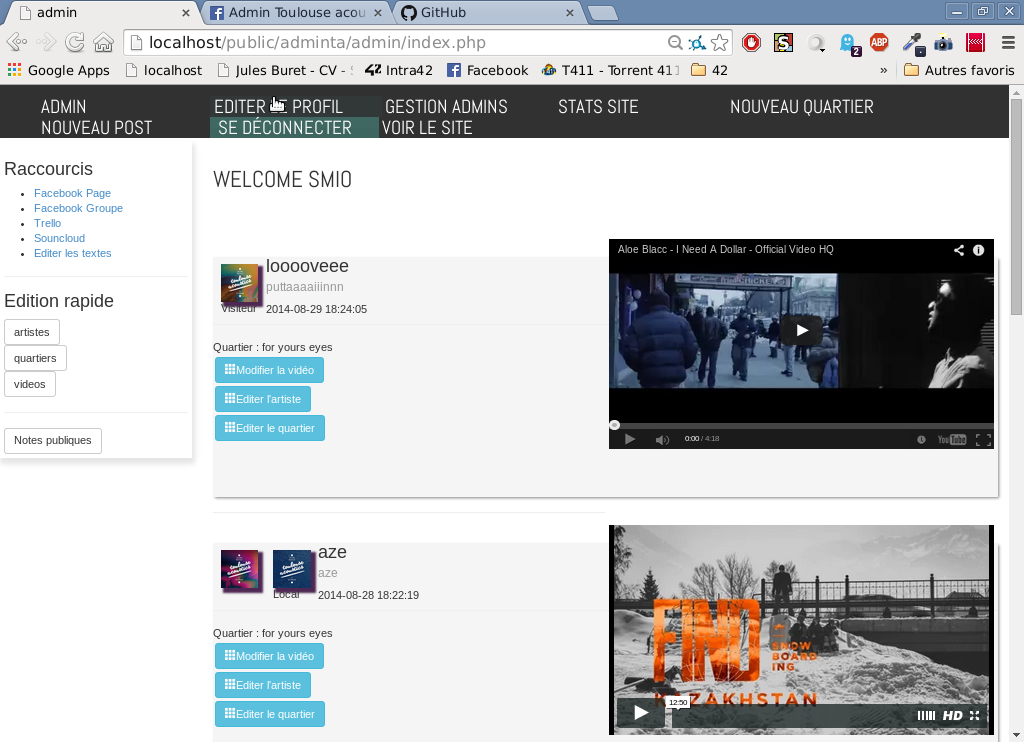 admin
Admin Toulouse acou
GitHub
localhost/public/adminta/admin/index.php
Google Apps
localhost
Jules Buret - CV - S
Intra42
Facebook
T411 - Torrent 411
42
»
Autres favoris
ADMIN
EDITER PROFIL
GESTION ADMINS
STATS SITE
NOUVEAU QUARTIER
NOUVEAU POST
SE DÉCONNECTER
VOIR LE SITE
Raccourcis
Facebook Page
Facebook Groupe
Trello
Souncloud
Editer les textes
Edition rapide
artistes
quartiers
videos
Notes publiques
WELCOME SMIO
looooveee
puttaaaaiiinnn
Visiteur
2014-08-29 18:24:05
Quartier : for yours eyes
Modifier la vidéo
Editer l'artiste
Editer le quartier
Aloe Blacc - I Need A Dollar - Official Video HQ
0:00 / 4:18
YouTube
aze
aze
Local
2014-08-28 18:22:19
Quartier : for yours eyes
Modifier la vidéo
Editer l'artiste
Editer le quartier
FIND
SNOW
BOARD
ING
KAZAKHSTAN
12:50
HD